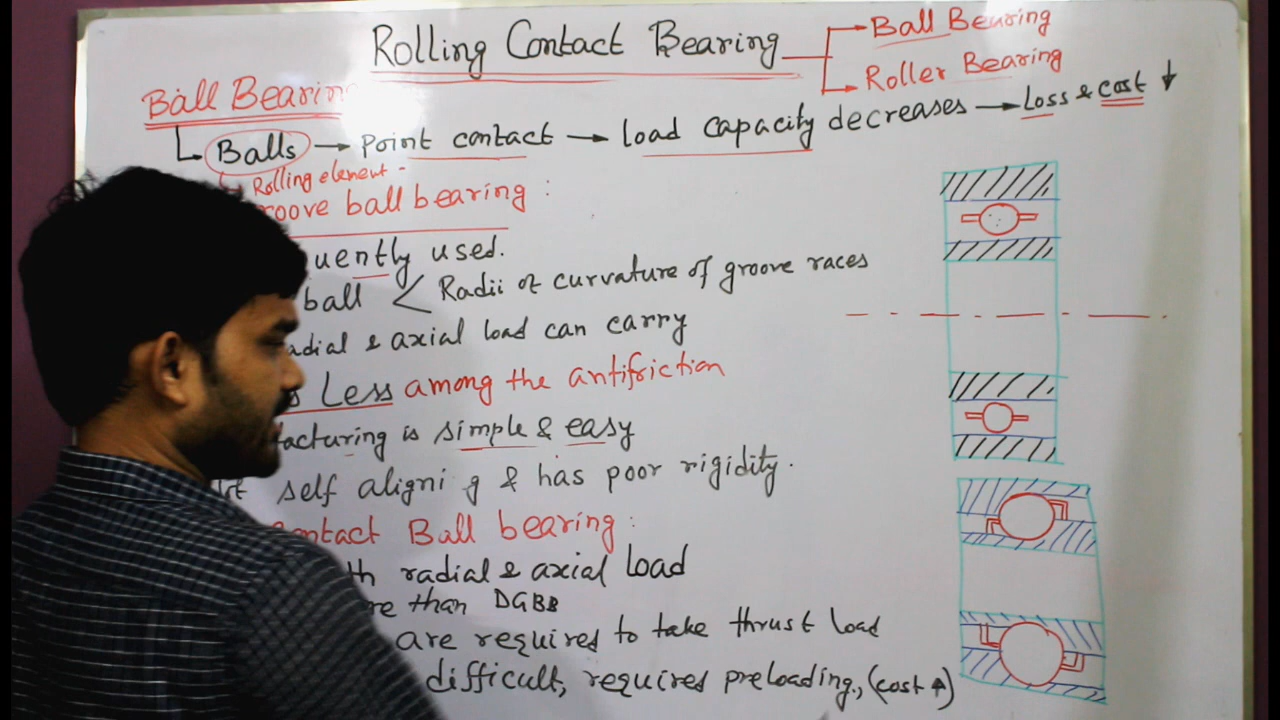 Rolling Contact Bearing
Ball Bearing
Roller Bearing
Ball Bearin
Balls → Point contact → Load capacity decreases → Loss & cost ↓
Rolling element -
roove ball bearing :
uently used.
ball < Radii of curvature of groove races
adial & axial load can carry
s Less among the antifriction
facturing is simple & easy
self aligni g & has poor rigidity.
ontact Ball bearing :
th radial & axial load
re than DGBB
are required to take thrust load
difficult, required preloading., (cost ↑)